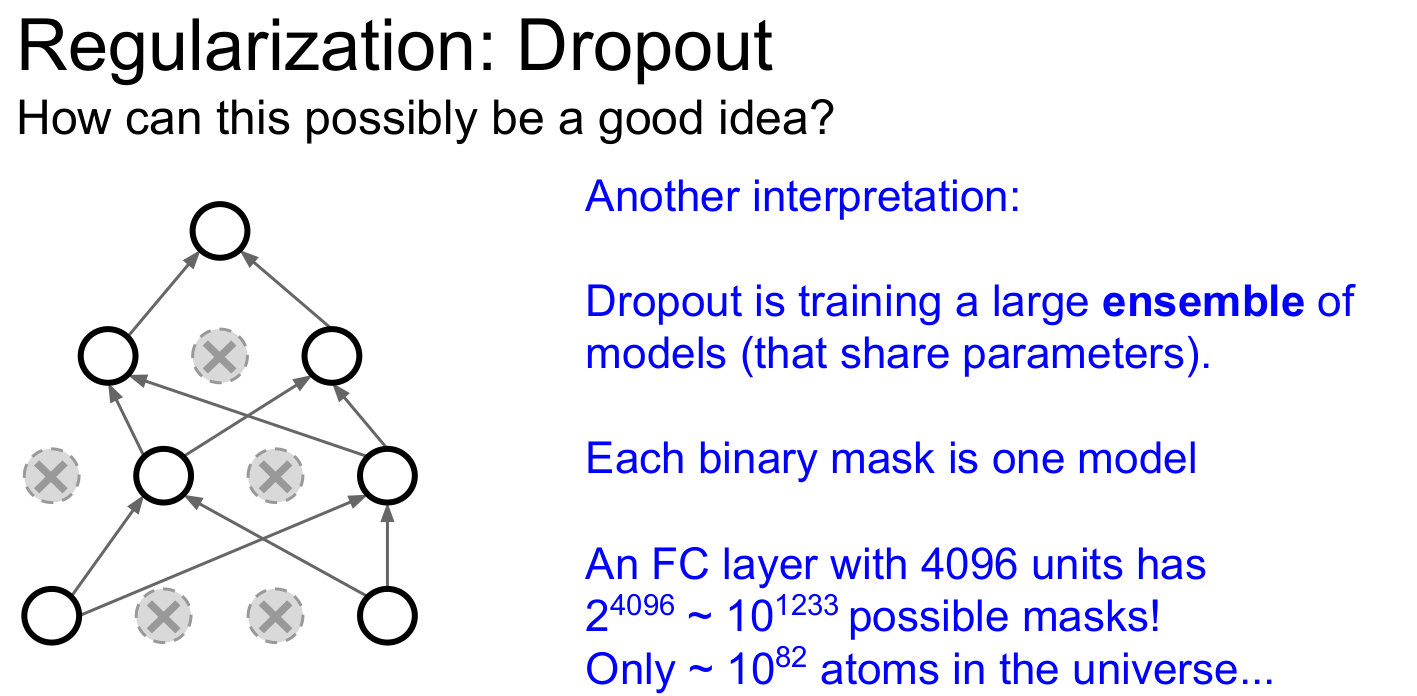 Regularization: Dropout
How can this possibly be a good idea?
Another interpretation:
Dropout is training a large ensemble of
models (that share parameters).
Each binary mask is one model
An FC layer with 4096 units has
2^4096 ~ 10^1233 possible masks!
Only ~ 10^82 atoms in the universe...